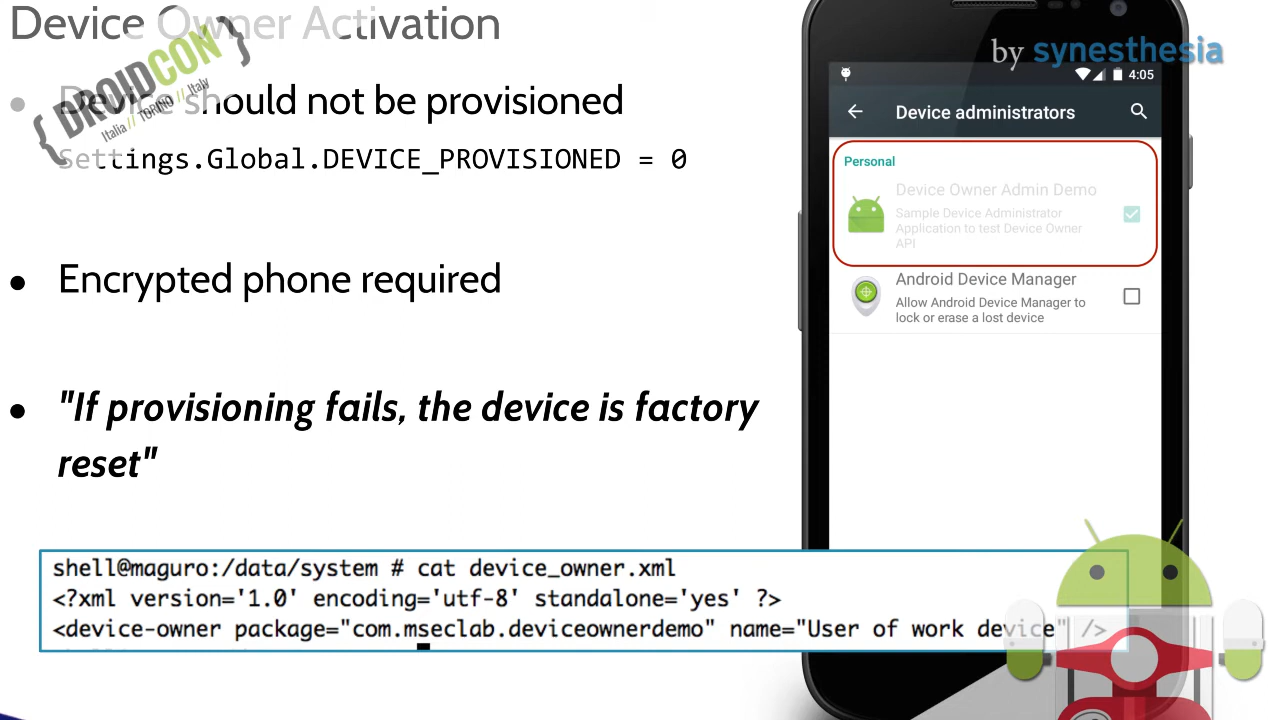 Device Owner Activation
DROIDCON
Italia // TORINO // Italy
Device should not be provisioned
Settings.Global.DEVICE_PROVISIONED = 0
Encrypted phone required
"If provisioning fails, the device is factory
reset"
by synesthesia
4:05
Device administrators
Personal
Device Owner Admin Demo
Sample Device Administrator
Application to test Device Owner
API
Android Device Manager
Allow Android Device Manager to
lock or erase a lost device
shell@maguro:/data/system # cat device_owner.xml
<?xml version='1.0' encoding='utf-8' standalone='yes' ?>
<device-owner package="com.mseclab.deviceownerdemo" name="User of work device" />